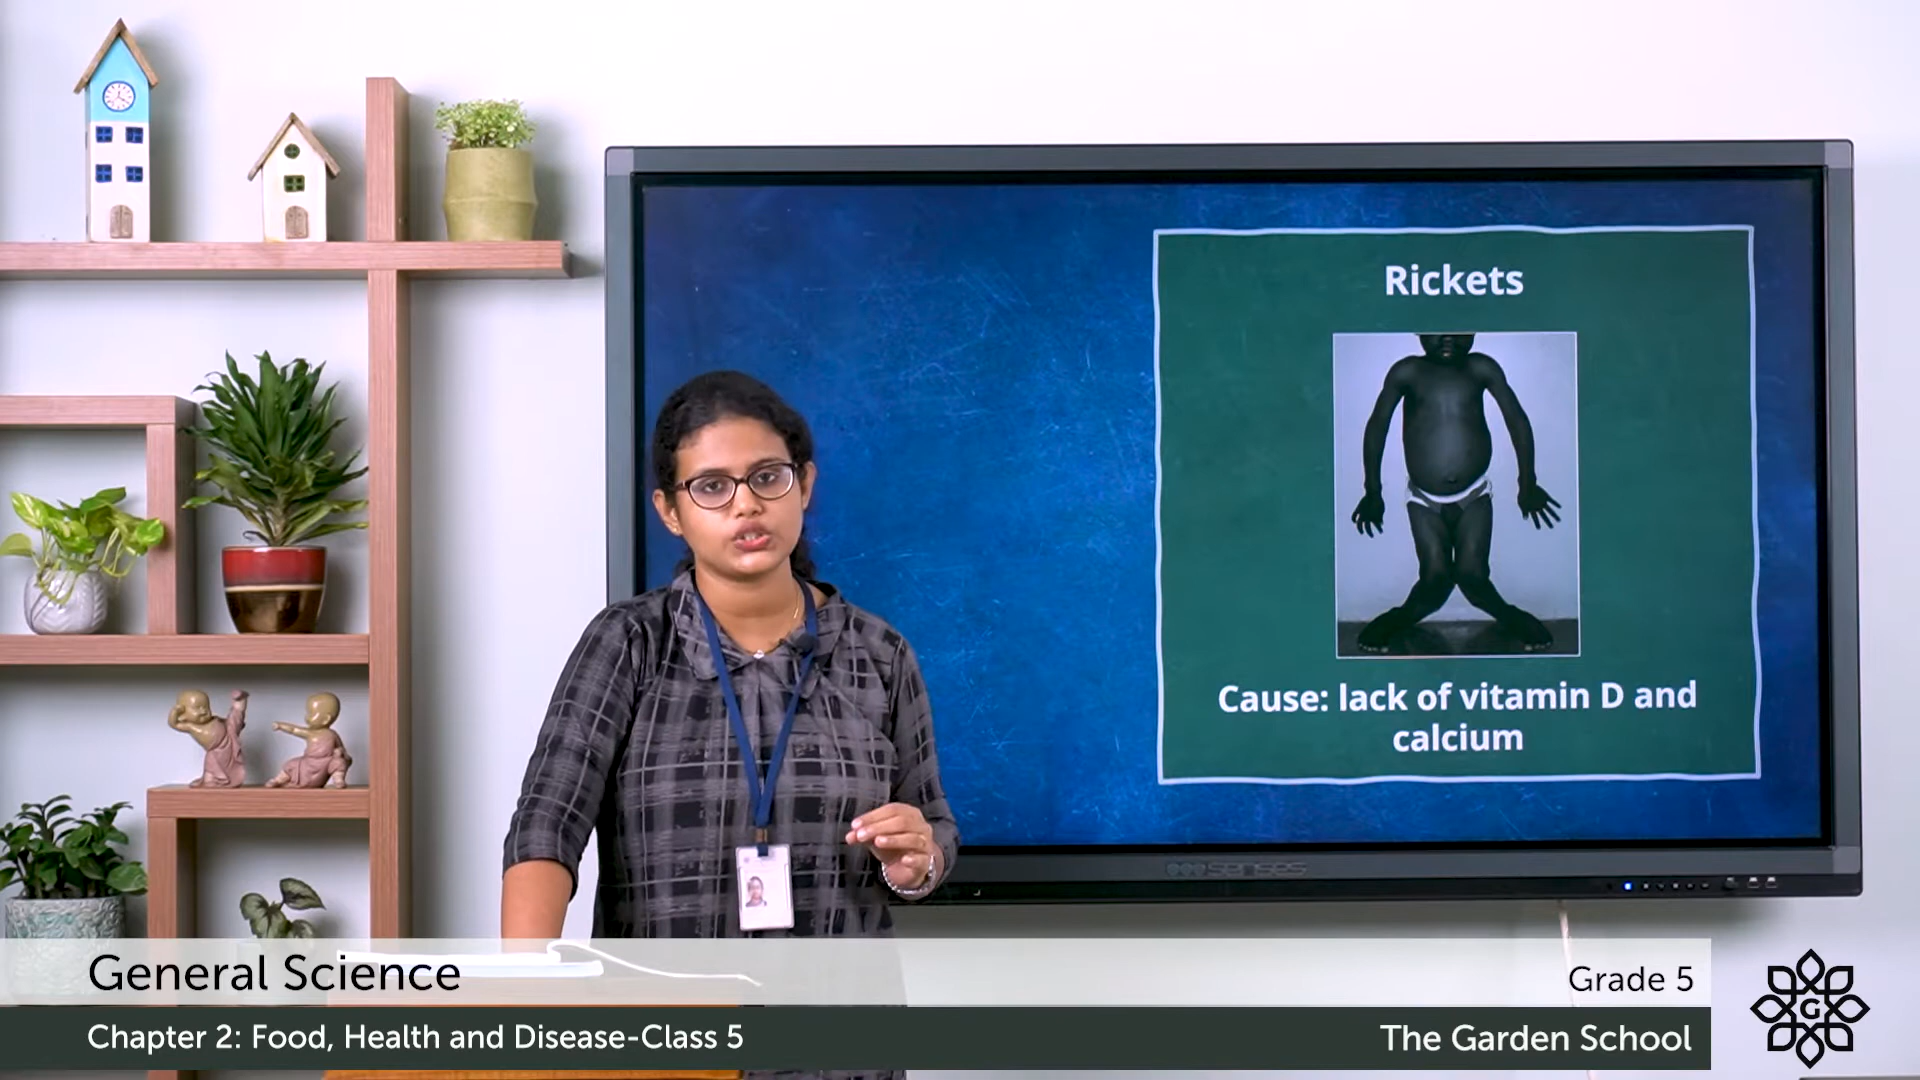 Rickets
Cause: lack of vitamin D and
calcium
senses
General Science
Grade 5
Chapter 2: Food, Health and Disease-Class 5
The Garden School
G